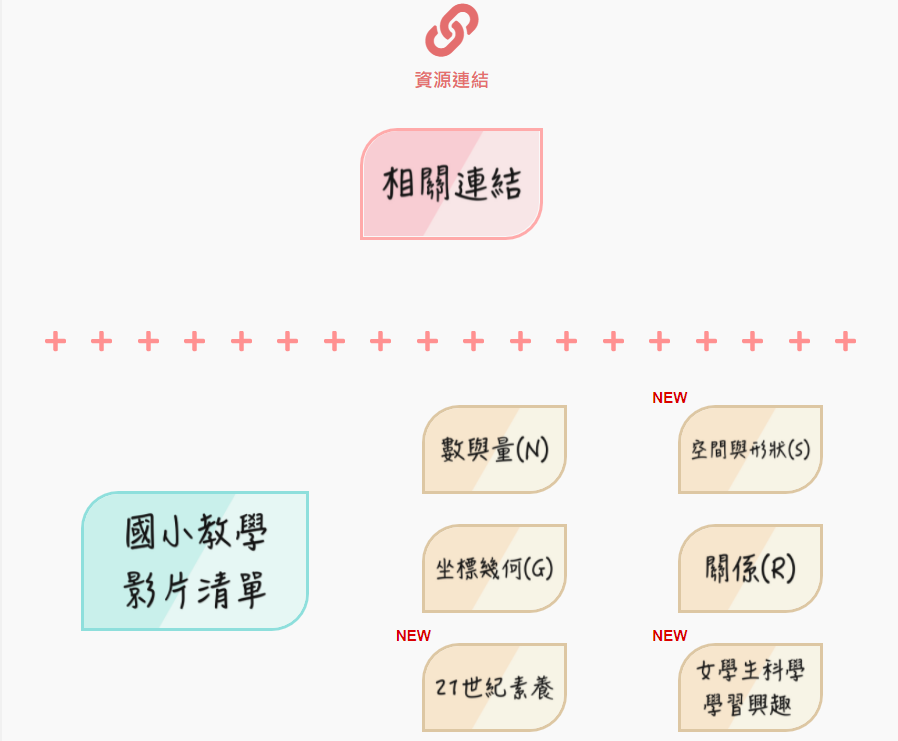 資源連結
相關連結
國小教學
影片清單
數與量(N)
NEW
空間與形狀(S)
坐標幾何(G)
關係(R)
NEW
21世紀素養
NEW
女學生科學
學習興趣